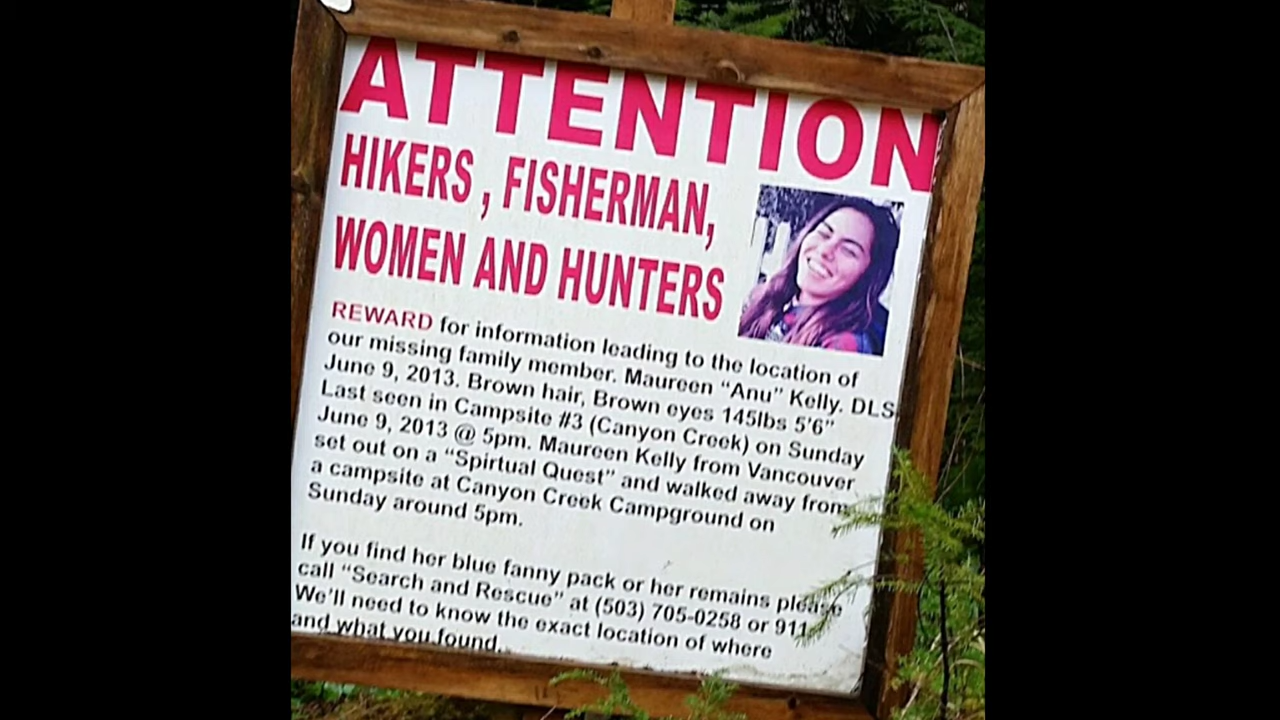 ATTENTION
HIKERS , FISHERMAN,
WOMEN AND HUNTERS
REWARD for information leading to the location of
our missing family member. Maureen "Anu" Kelly. DLS
June 9, 2013. Brown hair, Brown eyes 145lbs 5'6"
Last seen in Campsite #3 (Canyon Creek) on Sunday
June 9, 2013 @ 5pm. Maureen Kelly from Vancouver
set out on a "Spirtual Quest" and walked away from
a campsite at Canyon Creek Campground on
Sunday around 5pm.
If you find her blue fanny pack or her remains please
call "Search and Rescue" at (503) 705-0258 or 911
We'll need to know the exact location of where
and what you found.